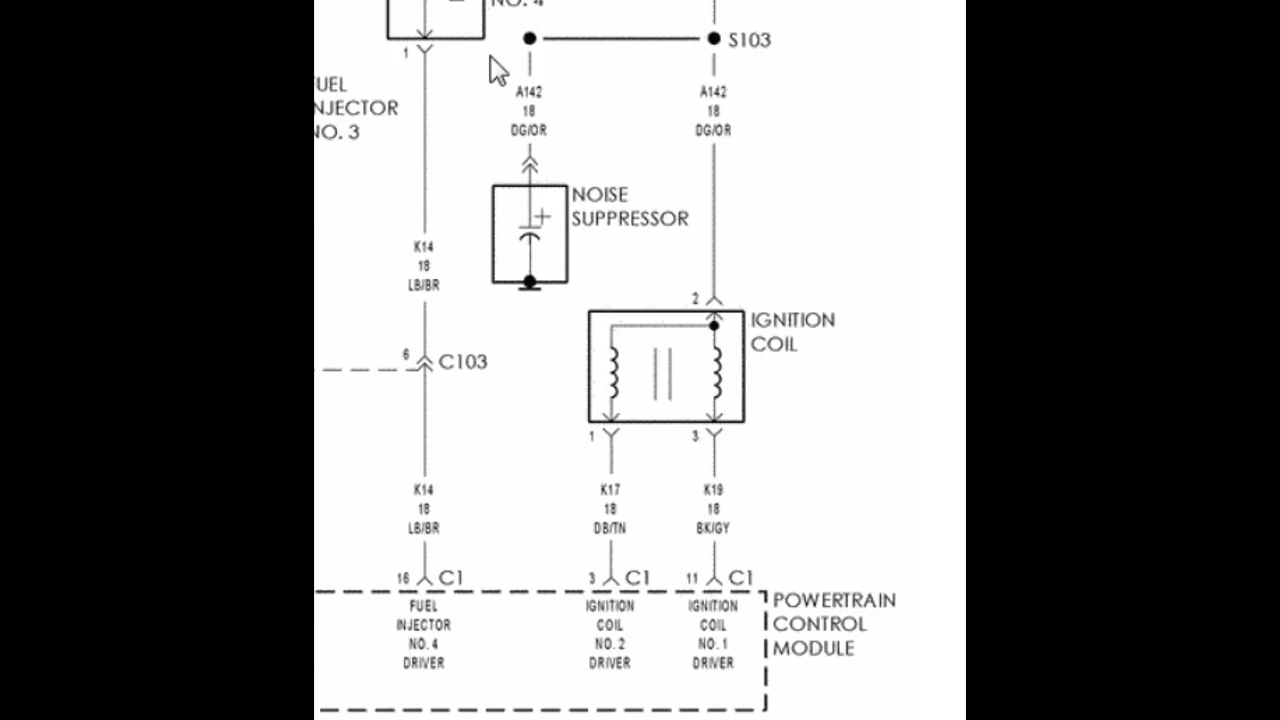 NO. 4
S103
1
UEL
NJECTOR
NO. 3
A142
18
DG/OR
A142
18
DG/OR
NOISE
SUPPRESSOR
+
K14
18
LB/BR
2
IGNITION
COIL
6
C103
1
3
K14
18
LB/BR
K17
18
DB/TN
K19
18
BK/GY
16 C1
3 C1
11 C1
FUEL
INJECTOR
NO. 4
DRIVER
IGNITION
COIL
NO. 2
DRIVER
IGNITION
COIL
NO. 1
DRIVER
POWERTRAIN
CONTROL
MODULE